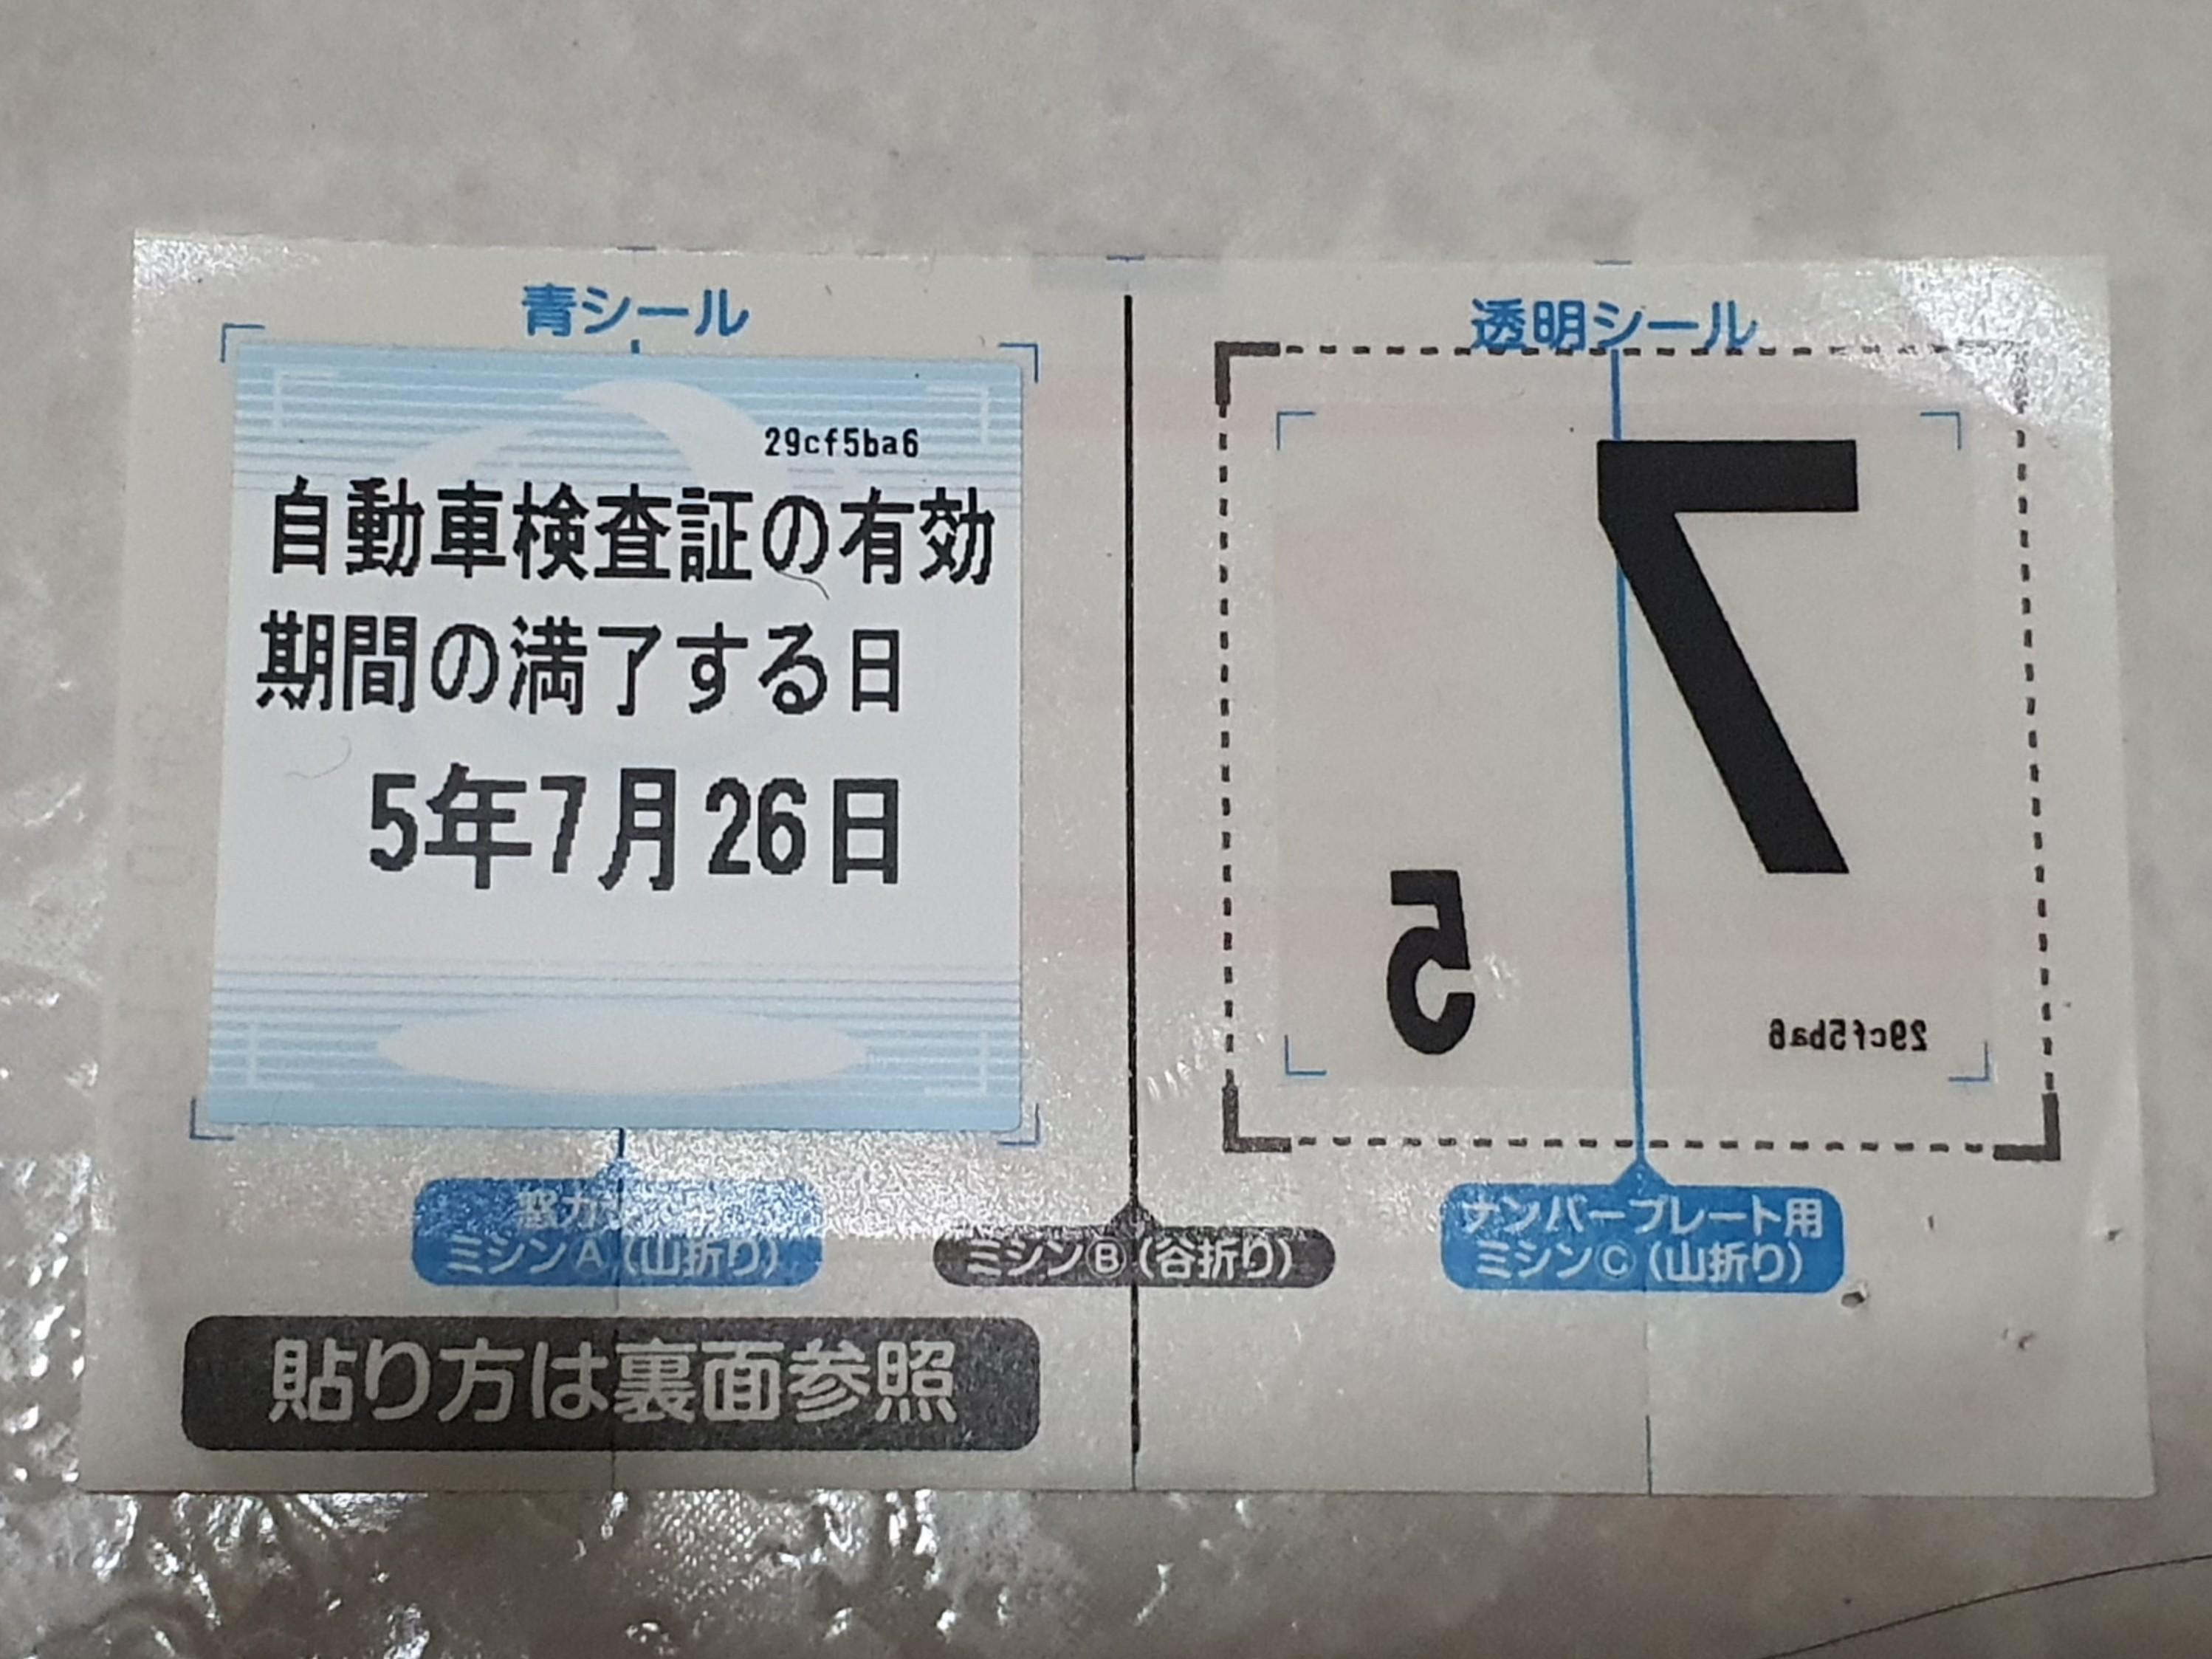 青シール
29cf5ba6
自動車検査証の有効
期間の満了する日
5年7月26日
ミシンA(山折り)
貼り方は裏面参照
ミシンⒷ(谷折り)
透明シール
7
5
29cf5ba6
ナンバープレート用
ミシンⒸ(山折り)